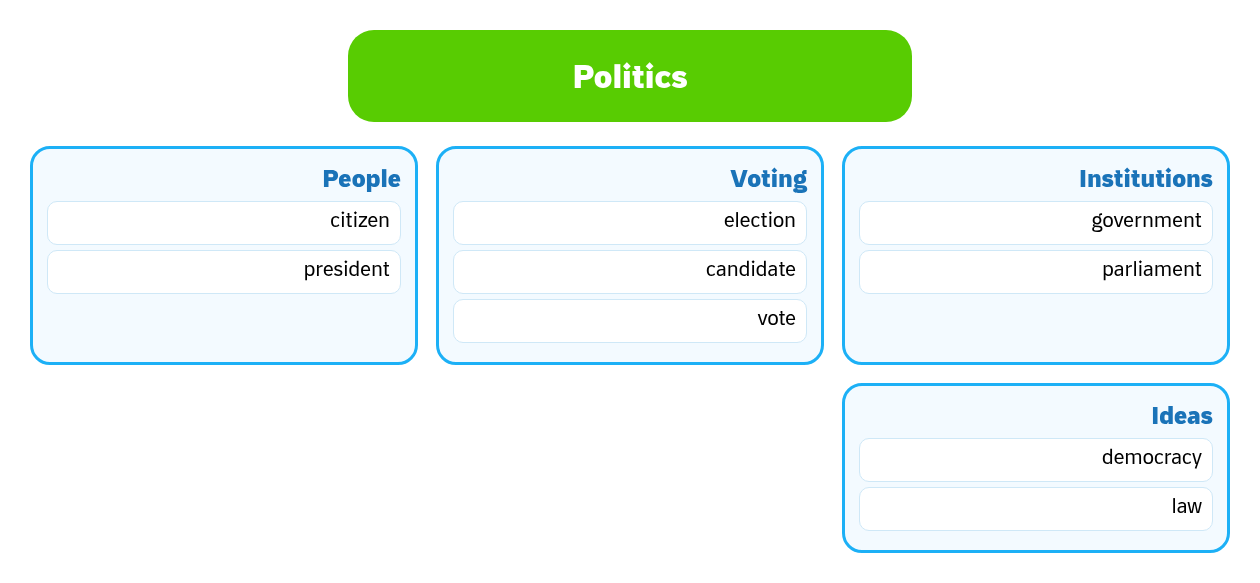 Politics
Institutions
government
parliament
Voting
election
candidate
vote
People
citizen
president
Ideas
democracy
law